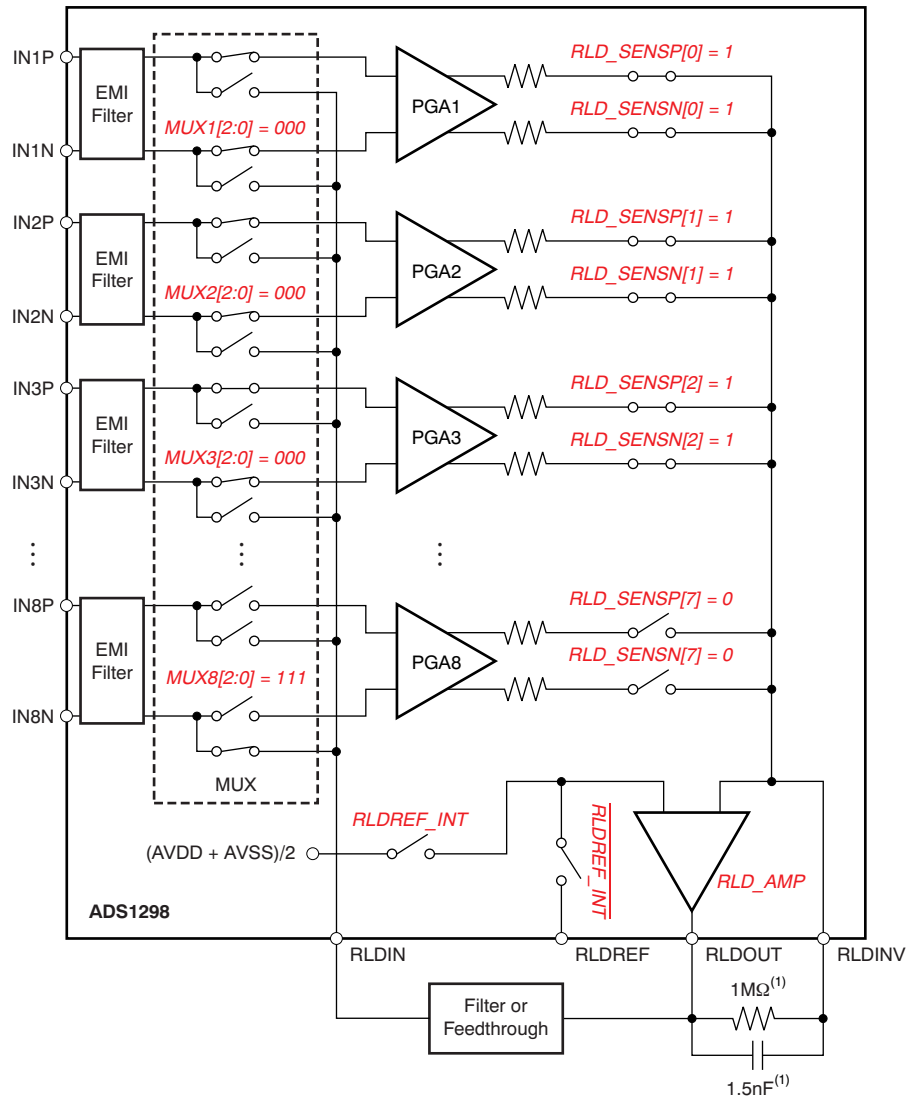 IN1P
EMI
Filter
IN1N
MUX1[2:0] = 000
PGA1
RLD_SENSP[0] = 1
RLD_SENSN[0] = 1
IN2P
EMI
Filter
IN2N
MUX2[2:0] = 000
PGA2
RLD_SENSP[1] = 1
RLD_SENSN[1] = 1
IN3P
EMI
Filter
IN3N
MUX3[2:0] = 000
PGA3
RLD_SENSP[2] = 1
RLD_SENSN[2] = 1
IN8P
EMI
Filter
IN8N
MUX8[2:0] = 111
PGA8
RLD_SENSP[7] = 0
RLD_SENSN[7] = 0
MUX
RLDREF_INT
(AVDD + AVSS)/2
RLDREF_INT
RLD_AMP
ADS1298
RLDIN
RLDREF
RLDOUT
RLDINV
Filter or
Feedthrough
1MΩ(1)
1.5nF(1)